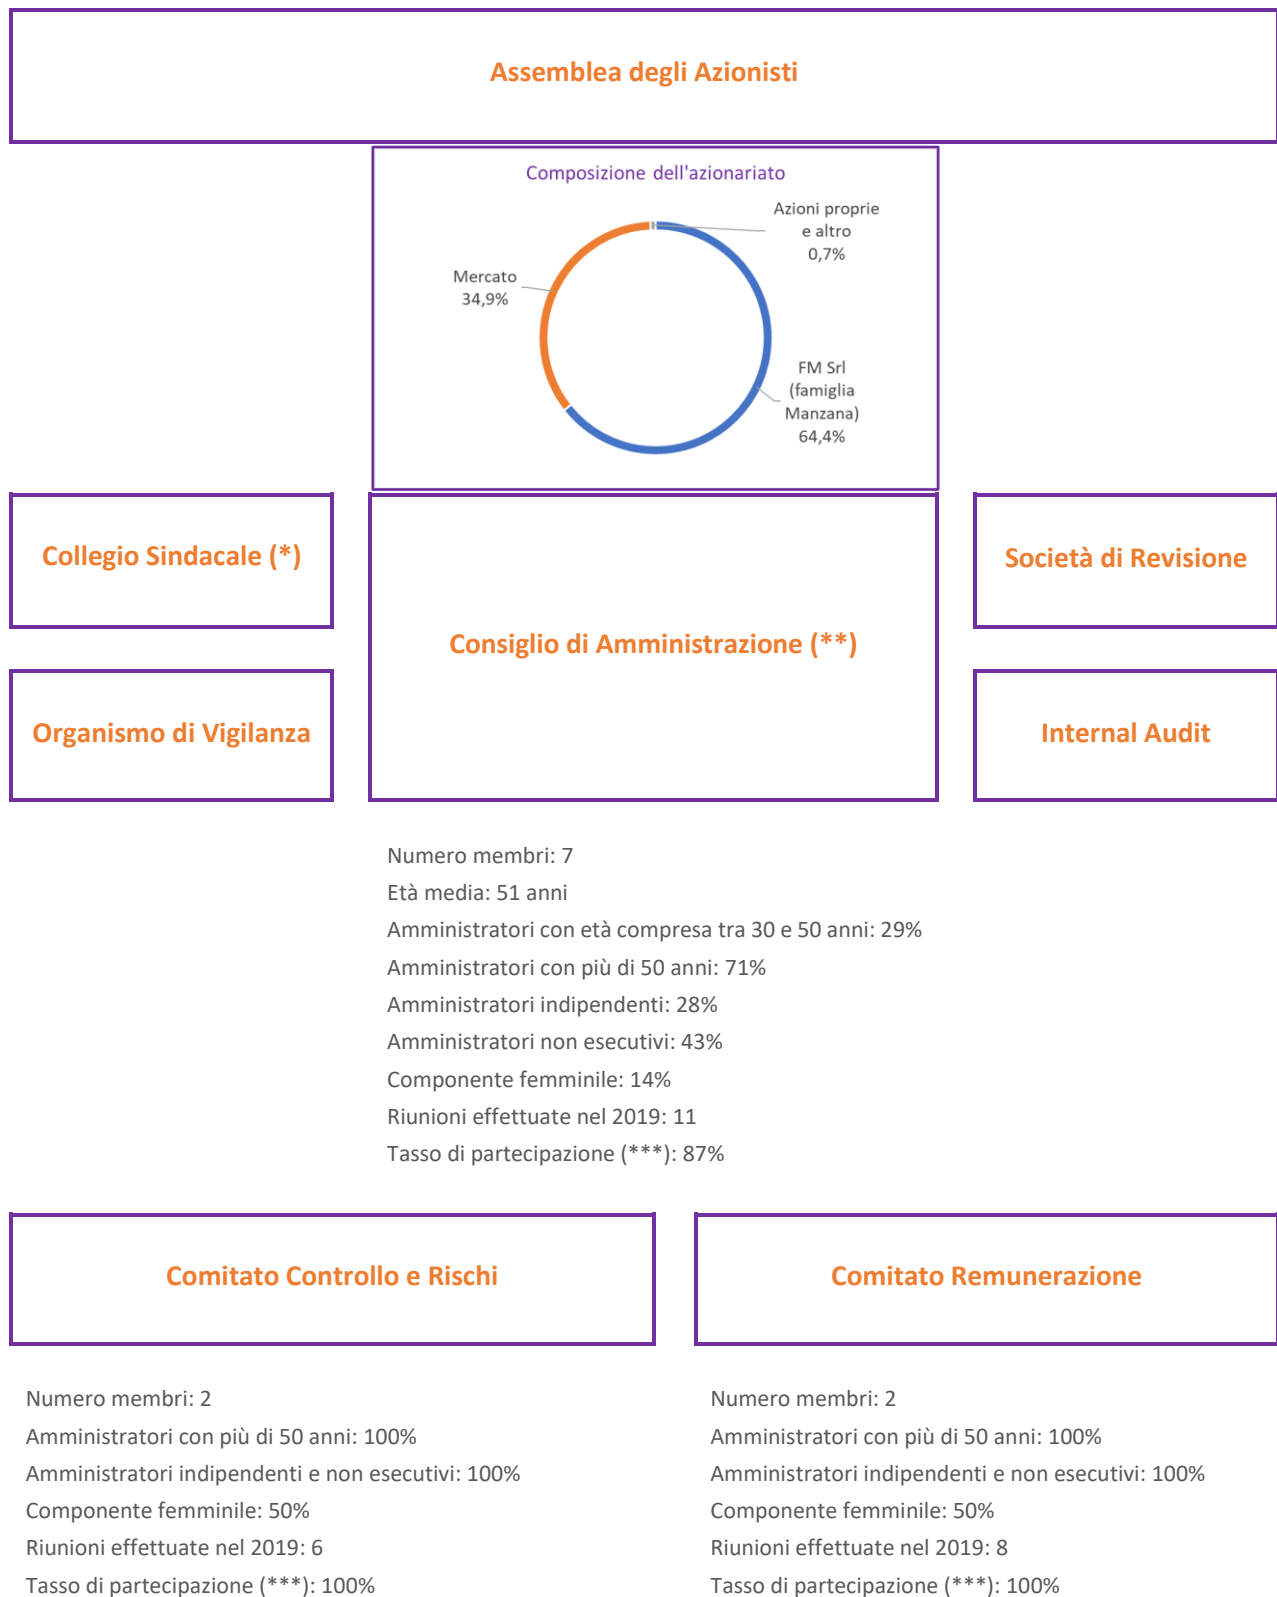 Assemblea degli Azionisti
Composizione dell'azionariato
Azioni proprie
e altro
0,7%
Mercato
34,9%
FM Srl
(famiglia
Manzana)
64,4%
Collegio Sindacale (*)
Consiglio di Amministrazione (**)
Società di Revisione
Organismo di Vigilanza
Internal Audit
Numero membri: 7
Età media: 51 anni
Amministratori con età compresa tra 30 e 50 anni: 29%
Amministratori con più di 50 anni: 71%
Amministratori indipendenti: 28%
Amministratori non esecutivi: 43%
Componente femminile: 14%
Riunioni effettuate nel 2019: 11
Tasso di partecipazione (***): 87%
Comitato Controllo e Rischi
Numero membri: 2
Amministratori con più di 50 anni: 100%
Amministratori indipendenti e non esecutivi: 100%
Componente femminile: 50%
Riunioni effettuate nel 2019: 6
Tasso di partecipazione (***): 100%
Comitato Remunerazione
Numero membri: 2
Amministratori con più di 50 anni: 100%
Amministratori indipendenti e non esecutivi: 100%
Componente femminile: 50%
Riunioni effettuate nel 2019: 8
Tasso di partecipazione (***): 100%